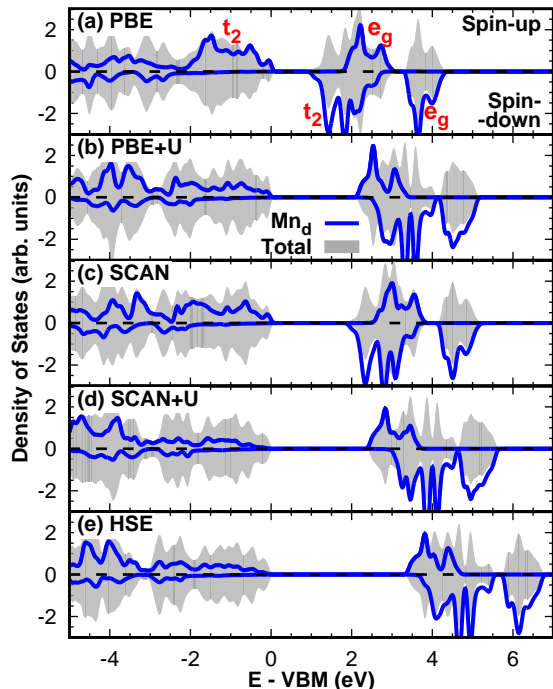 (a) PBE
Spin-up
t2
eg
2
0
-2
t2
eg
Spin-
-down
(b) PBE+U
2
0
-2
Mnd
Total
(c) SCAN
2
0
-2
(d) SCAN+U
2
0
-2
(e) HSE
2
0
-2
Density of States (arb. units)
-4 -2 0 2 4 6
E - VBM (eV)